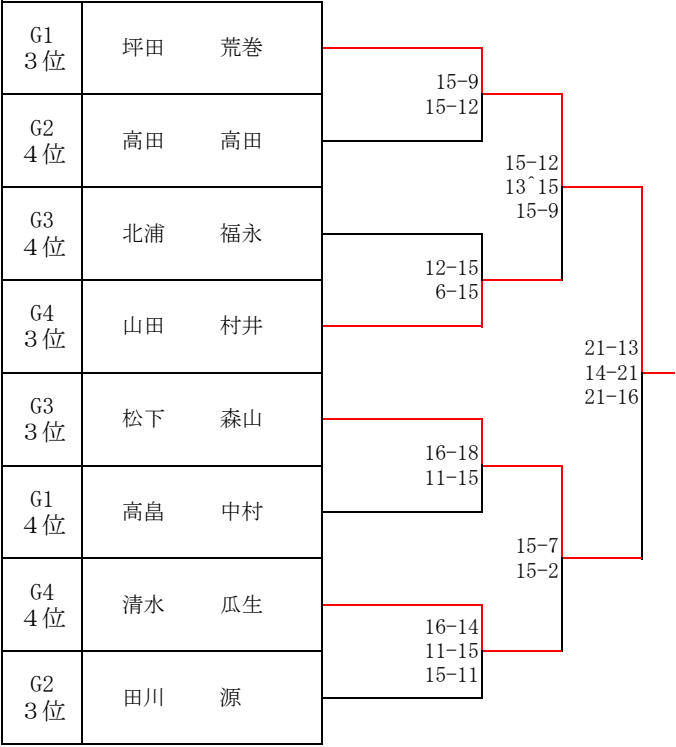 G1
３位
坪田 荒巻
15-9
15-12
G2
４位
高田 高田
15-12
13^15
15-9
G3
４位
北浦 福永
12-15
6-15
G4
３位
山田 村井
21-13
14-21
21-16
G3
３位
松下 森山
16-18
11-15
G1
４位
高畠 中村
15-7
15-2
G4
４位
清水 瓜生
16-14
11-15
15-11
G2
３位
田川 源